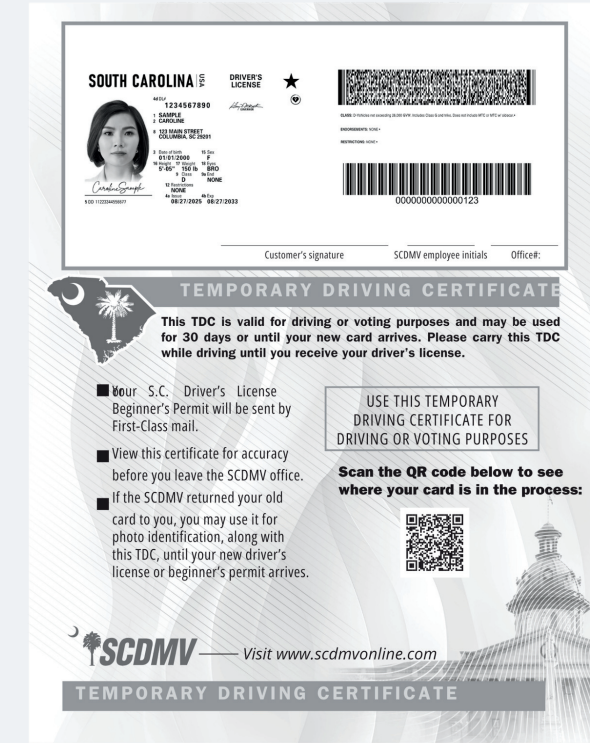 SOUTH CAROLINA USA
DRIVER'S
LICENSE
4d DL#
1234567890
1 SAMPLE
2 CAROLINE
8 123 MAIN STREET
COLUMBIA, SC 29201
3 Date of birth 15 Sex
01/01/2000 F
16 Height 17 Weight 18 Eyes
5'-05" 150 lb BRO
9 Class 9a End
D NONE
12 Restrictions
NONE
4a Issue 4b Exp
08/27/2025 08/27/2033
Caroline Sample
5 DD 11223344556677
ENDORSEMENTS: NONE
RESTRICTIONS: NONE
0000000000000123
Customer's signature SCDMV employee initials Office#:
TEMPORARY DRIVING CERTIFICATE
This TDC is valid for driving or voting purposes and may be used
for 30 days or until your new card arrives. Please carry this TDC
while driving until you receive your driver's license.
Your S.C. Driver's License
or
Beginner's Permit will be sent by
First-Class mail.
View this certificate for accuracy
before you leave the SCDMV office.
If the SCDMV returned your old
card to you, you may use it for
photo identification, along with
this TDC, until your new driver's
license or beginner's permit arrives.
USE THIS TEMPORARY
DRIVING CERTIFICATE FOR
DRIVING OR VOTING PURPOSES
Scan the QR code below to see
where your card is in the process:
SCDMV Visit www.scdmvonline.com
TEMPORARY DRIVING CERTIFICATE